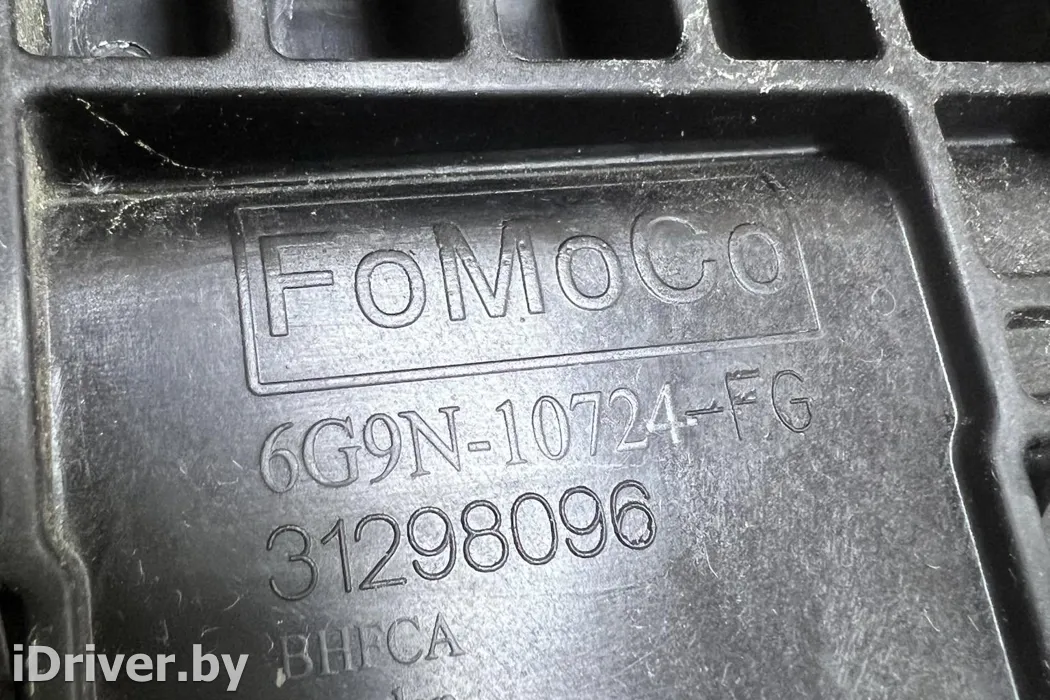 FoMoCo
6G9N-10724-FG
31298096
BHFCA
iDriver.by